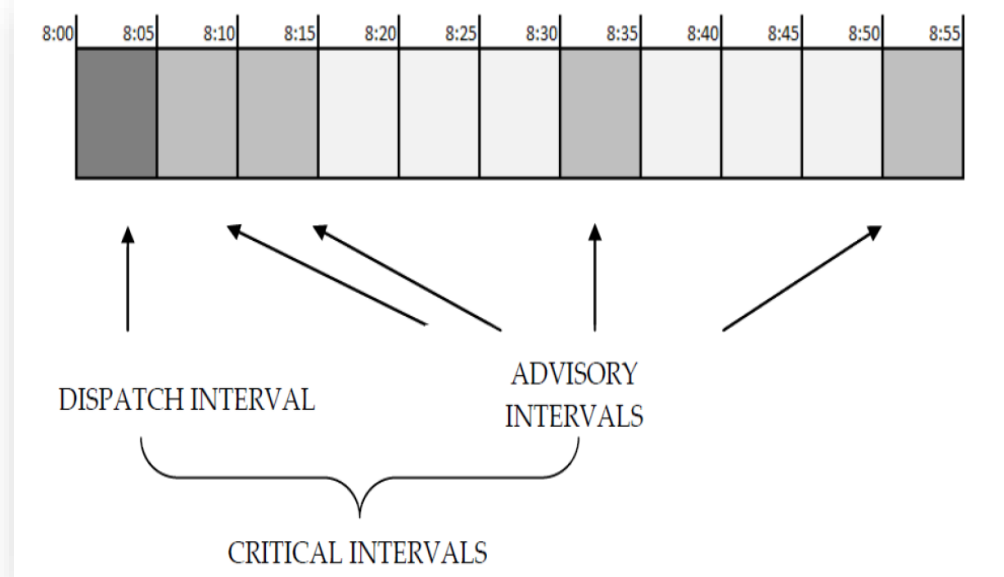 8:00 8:05 8:10 8:15 8:20 8:25 8:30 8:35 8:40 8:45 8:50 8:55
DISPATCH INTERVAL
ADVISORY
INTERVALS
CRITICAL INTERVALS